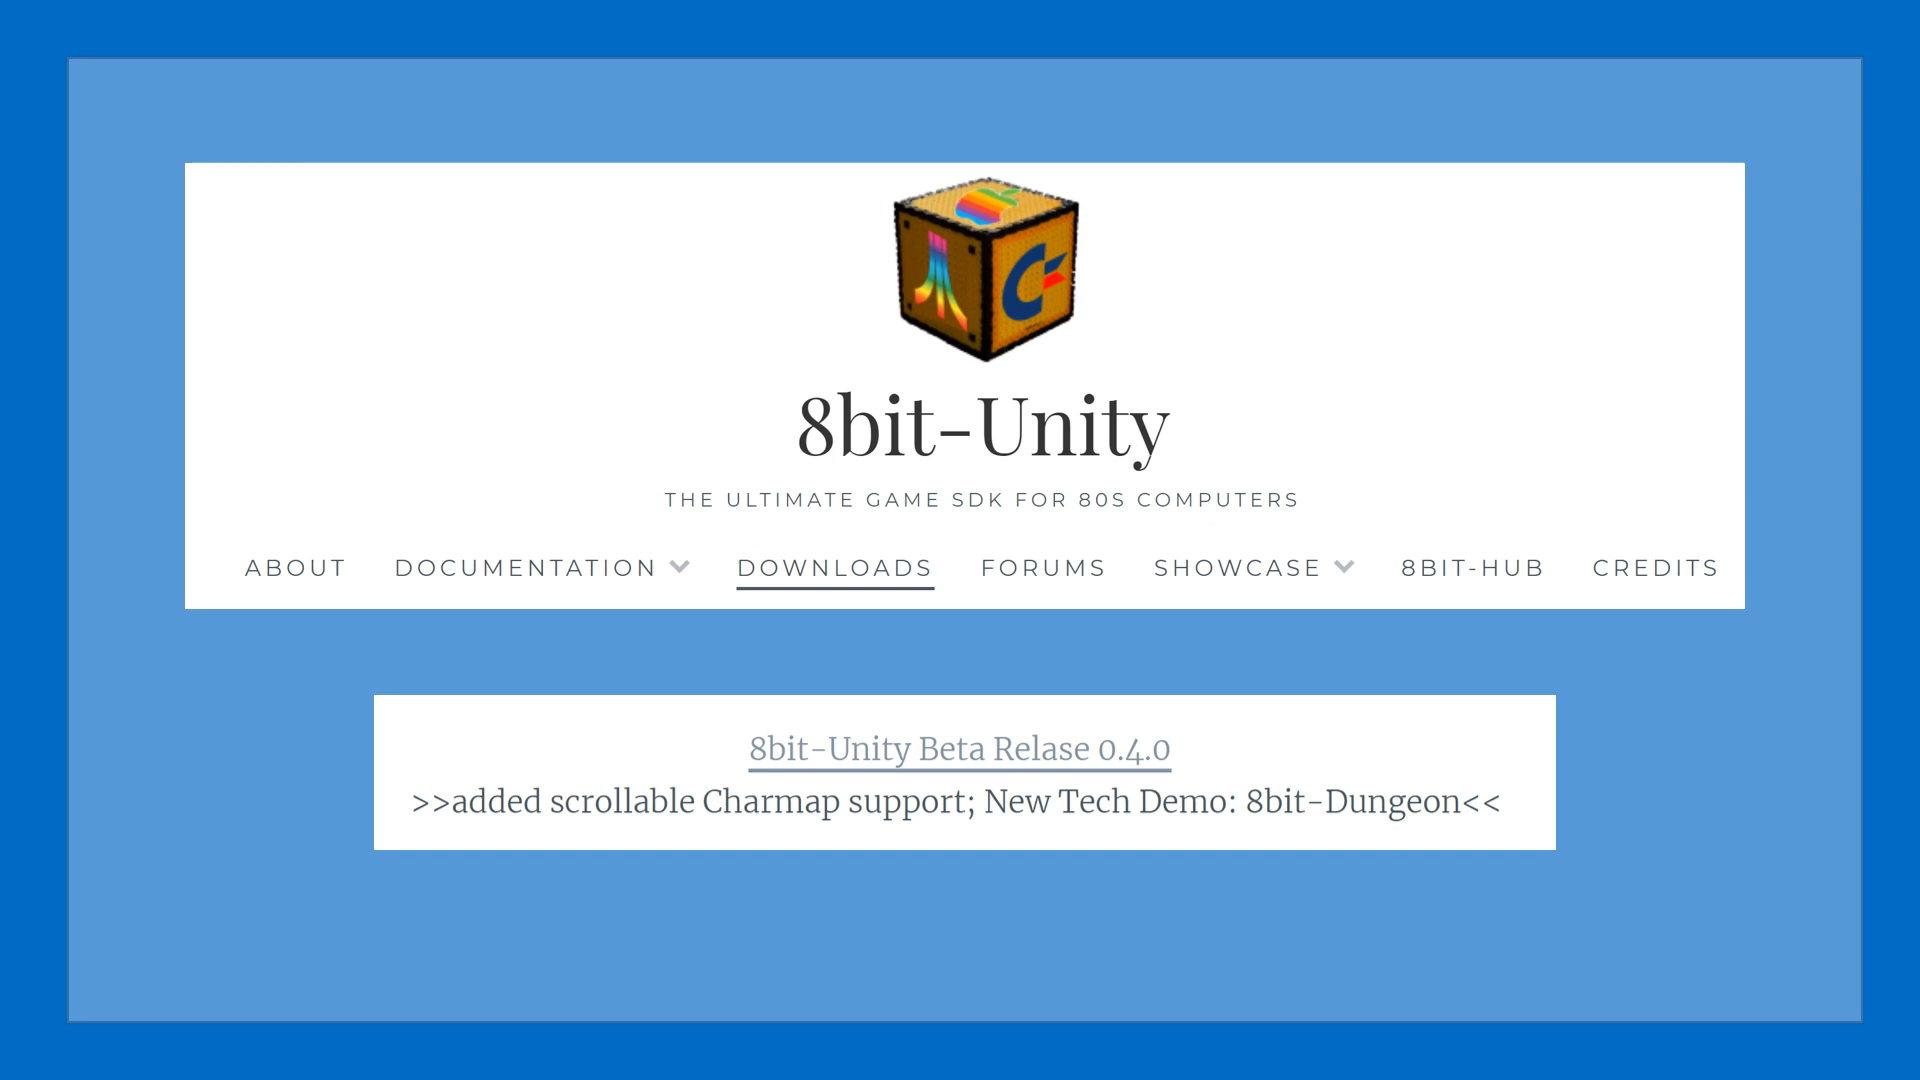 8bit-Unity
THE ULTIMATE GAME SDK FOR 80S COMPUTERS
ABOUT DOCUMENTATION DOWNLOADS FORUMS SHOWCASE 8BIT-HUB CREDITS
8bit-Unity Beta Relase 0.4.0
>>added scrollable Charmap support; New Tech Demo: 8bit-Dungeon<<